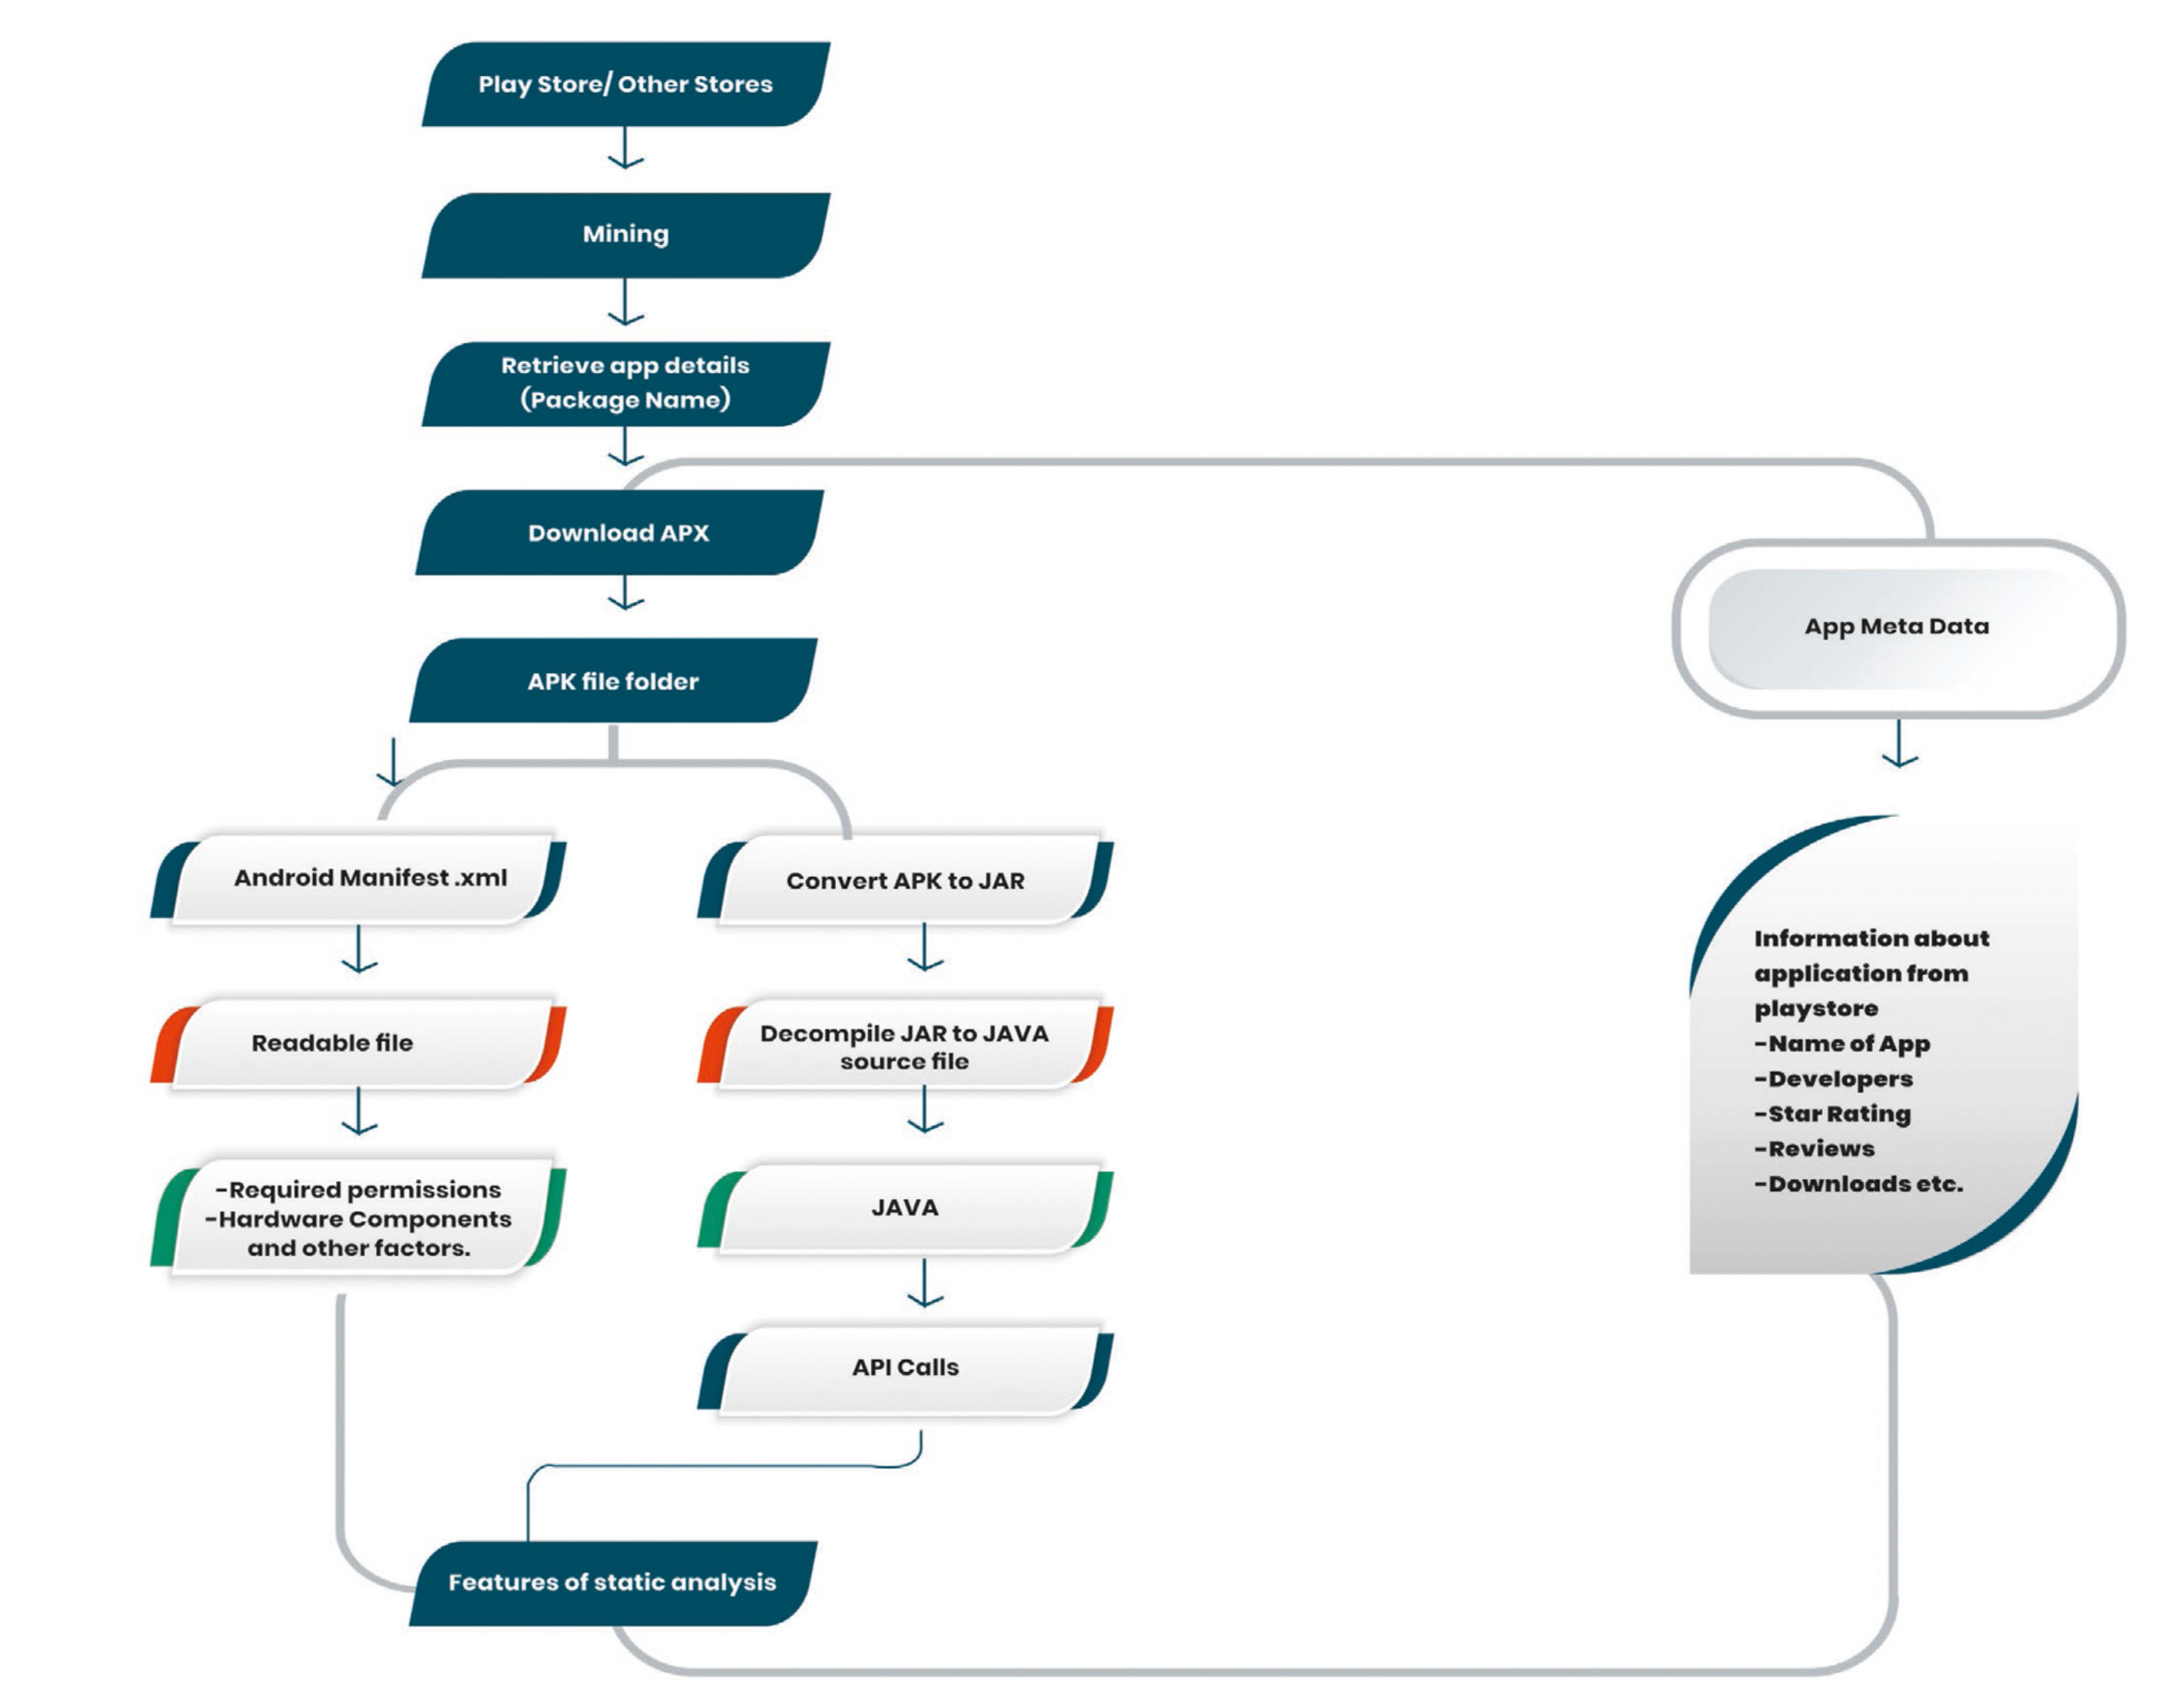 Play Store/ Other Stores
Mining
Retrieve app details
(Package Name)
Download APX
APK file folder
App Meta Data
Android Manifest .xml
Convert APK to JAR
Readable file
Decompile JAR to JAVA
source file
-Required permissions
-Hardware Components
and other factors.
JAVA
API Calls
Information about
application from
playstore
-Name of App
-Developers
-Star Rating
-Reviews
-Downloads etc.
Features of static analysis